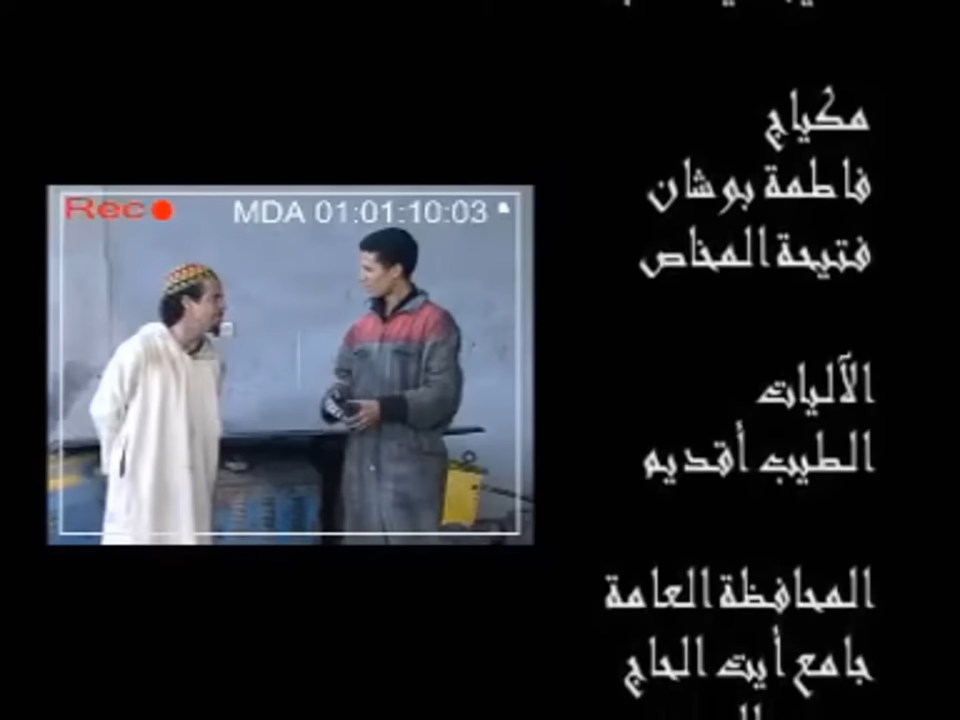 Rec
MDA 01:01:10:03
مكياج
فاطمة بوشان
فتيحة المخاص
الآليات
الطيب أقديم
المحافظة العامة
جامع أيت الحاج